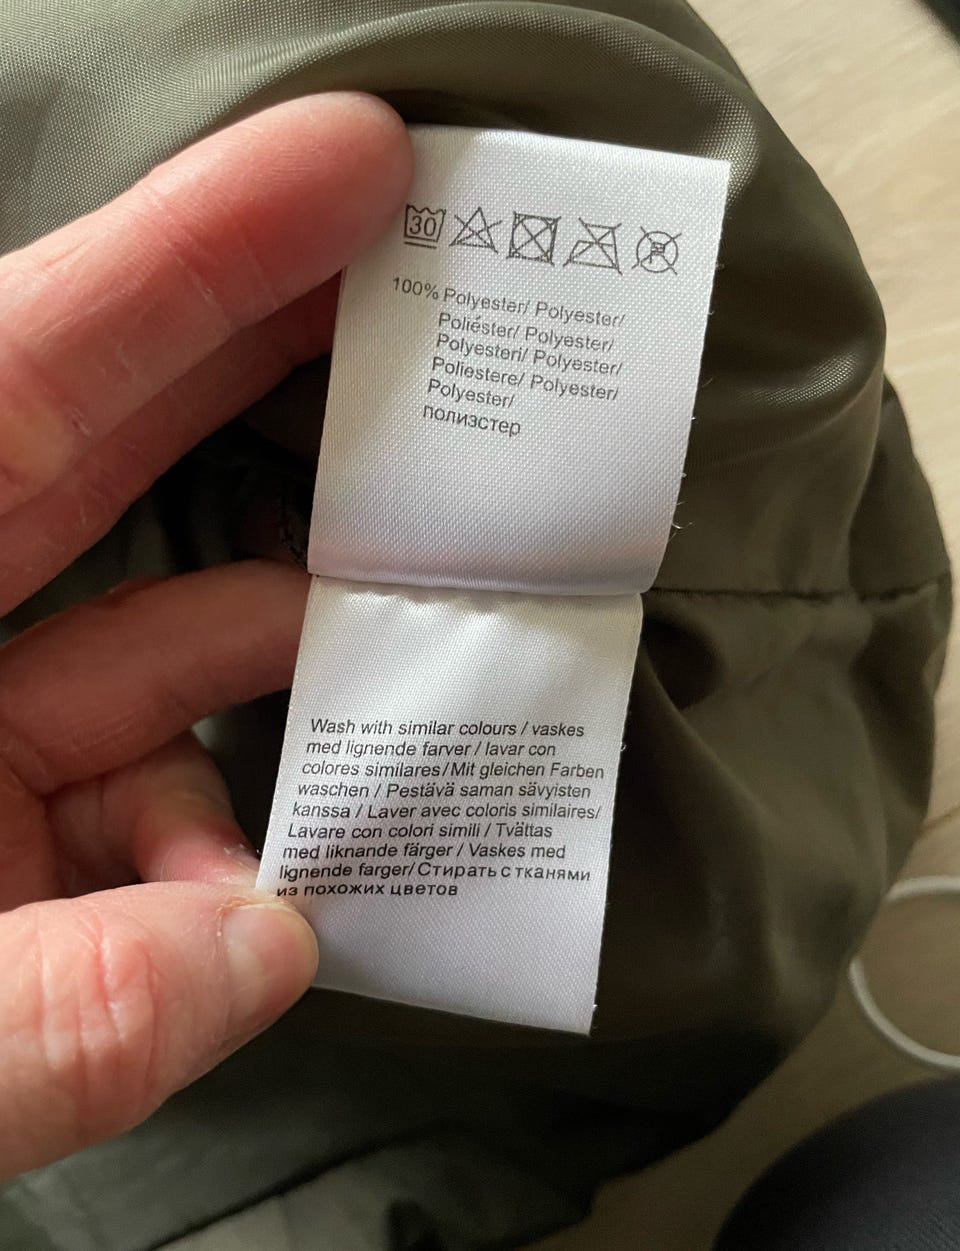 30
100% Polyester/ Polyester/
Poliéster/ Polyester/
Polyesteri/ Polyester/
Poliestere/ Polyester/
Polyester/
полизстер
Wash with similar colours / vaskes
med lignende farver / lavar con
colores similares/Mit gleichen Farben
waschen / Pestävä saman sävyisten
kanssa / Laver avec coloris similaires/
Lavare con colori simili / Tvättas
med liknande färger / Vaskes med
lignende farger/Стирать с тканями
из похожих цветов